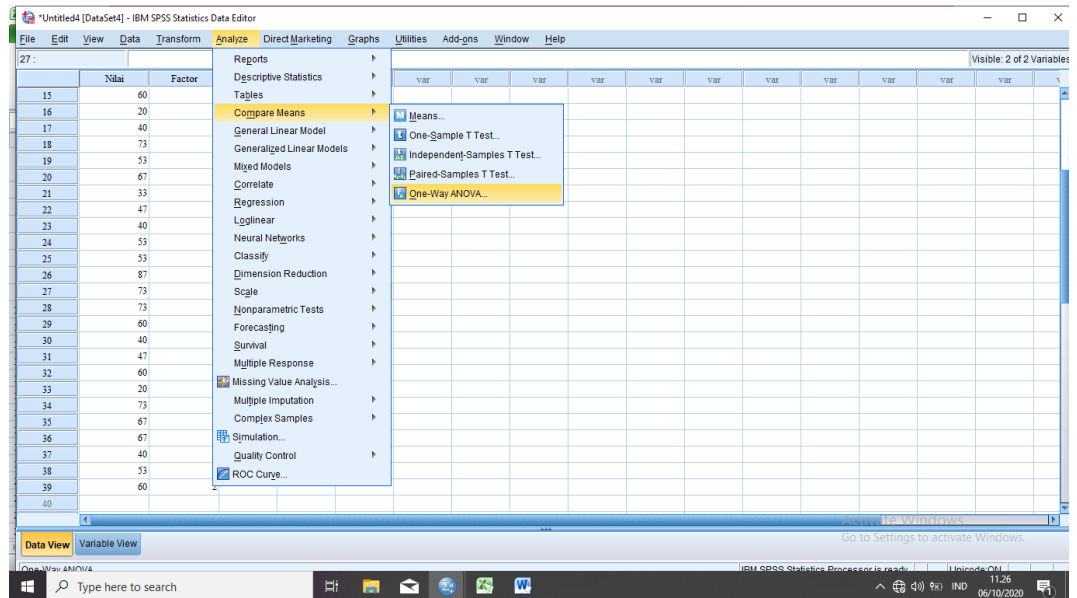 *Untitled4 [DataSet4] - IBM SPSS Statistics Data Editor
File Edit View Data Transform Analyze Direct Marketing Graphs Utilities Add-ons Window Help
27 : Visible: 2 of 2 Variables
Nilai Factor var var var var var var var var var var var
Reports
Descriptive Statistics
Tables
Compare Means
General Linear Model
Generalized Linear Models
Mixed Models
Correlate
Regression
Loglinear
Neural Networks
Classify
Dimension Reduction
Scale
Nonparametric Tests
Forecasting
Survival
Multiple Response
Missing Value Analysis...
Multiple Imputation
Complex Samples
Simulation...
Quality Control
ROC Curve...
Means...
One-Sample T Test...
Independent-Samples T Test...
Paired-Samples T Test...
One-Way ANOVA...
15 60
16 20
17 40
18 73
19 53
20 67
21 33
22 47
23 40
24 53
25 53
26 87
27 73
28 73
29 60
30 40
31 47
32 60
33 20
34 73
35 67
36 67
37 40
38 53
39 60 2
40
Activate Windows
Go to Settings to activate Windows.
Data View Variable View
One-Way ANOVA IBM SPSS Statistics Processor is ready Unicode:ON
Type here to search IND 11.26
06/10/2020